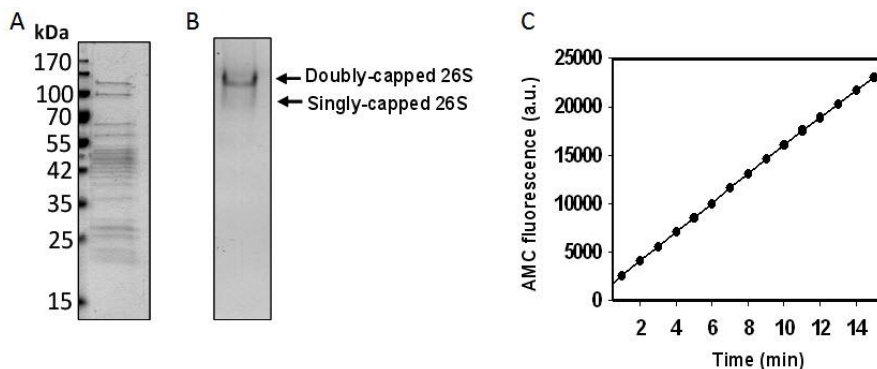 A
kDa
170
100
70
55
42
35
25
15
B
Doubly-capped 26S
Singly-capped 26S
C
AMC fluorescence (a.u.)
25000
20000
15000
10000
5000
0
2 4 6 8 10 12 14
Time (min)